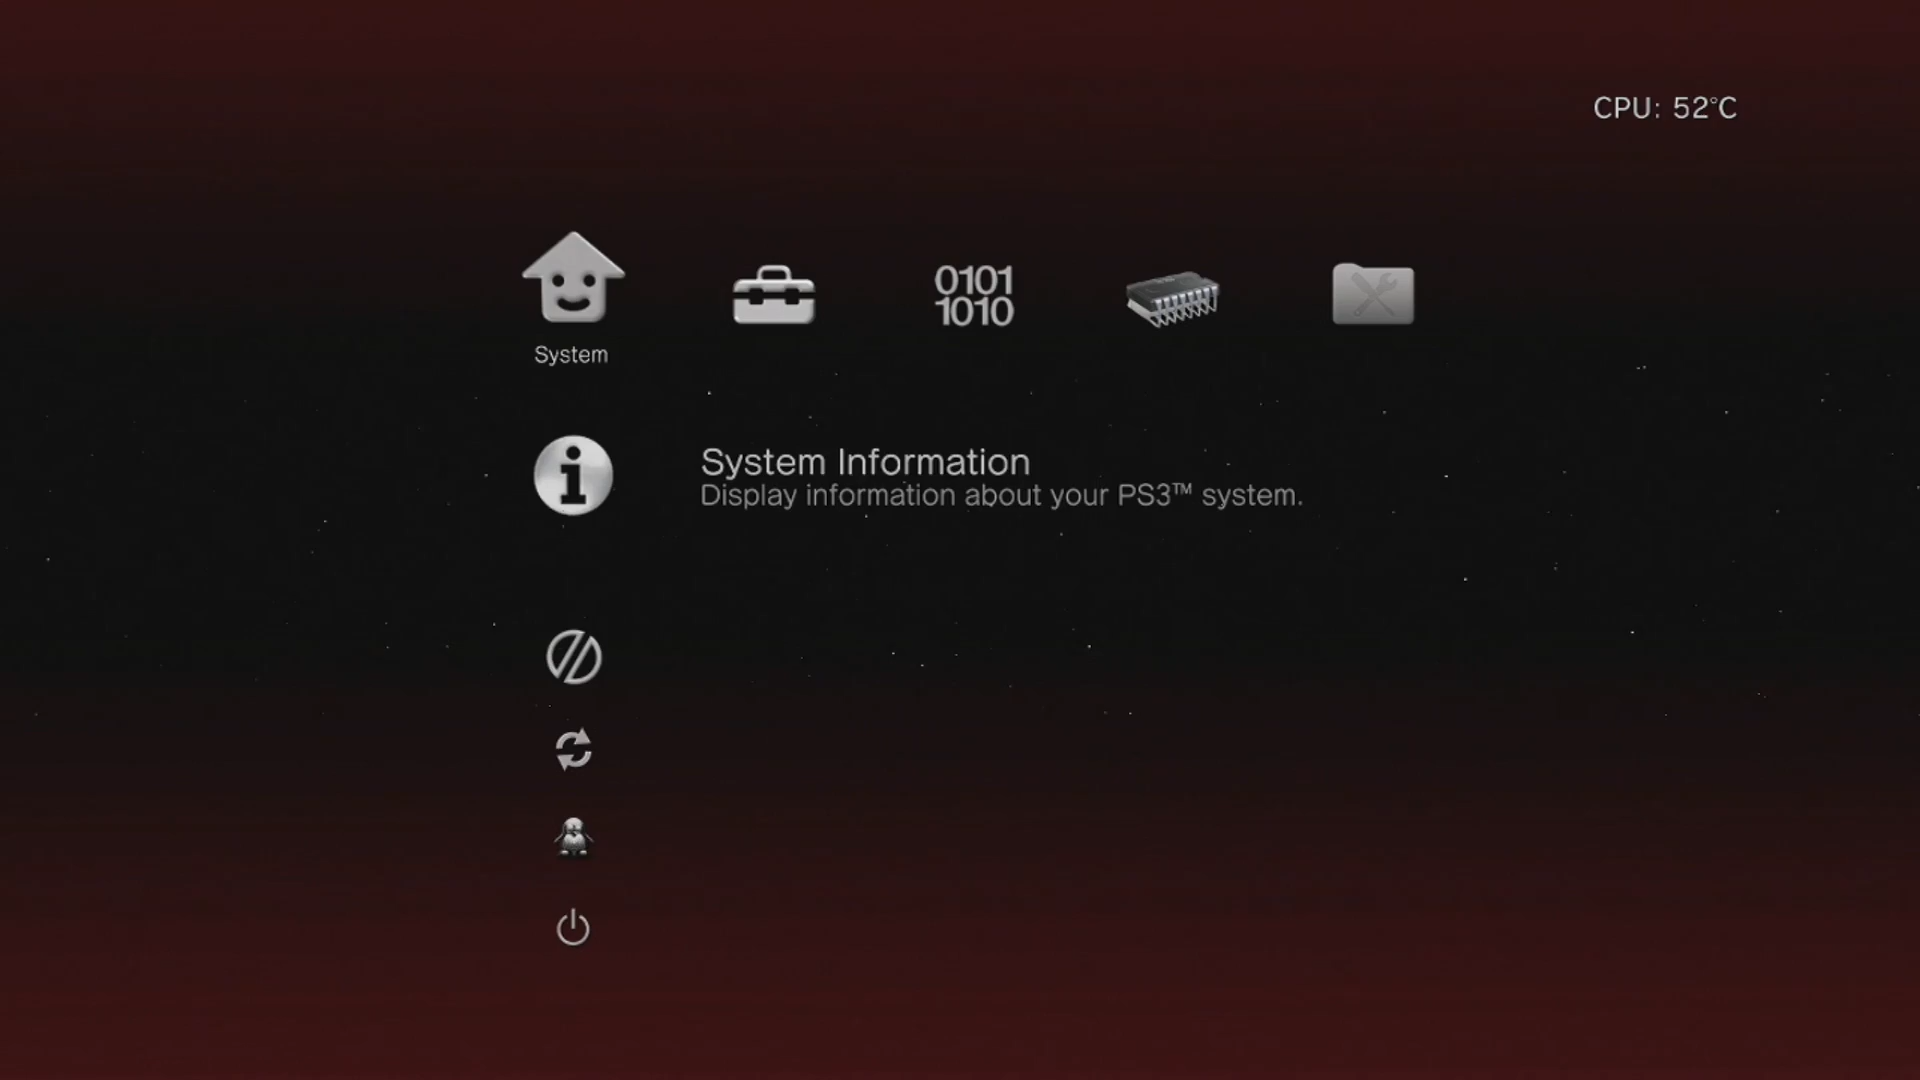 CPU: 52°C
0101
1010
System
System Information
Display information about your PS3™ system.